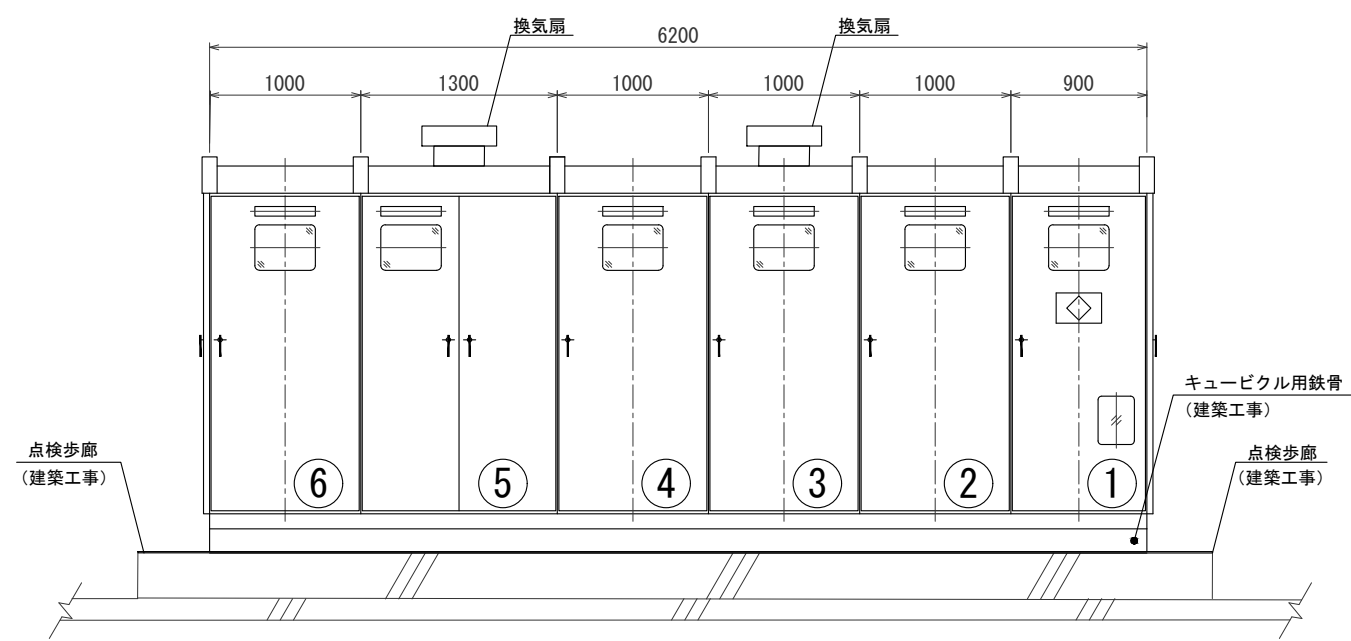 換気扇
換気扇
6200
1000
1300
1000
1000
1000
900
キュービクル用鉄骨
(建築工事)
点検歩廊
(建築工事)
点検歩廊
(建築工事)
⑥
⑤
④
③
②
①